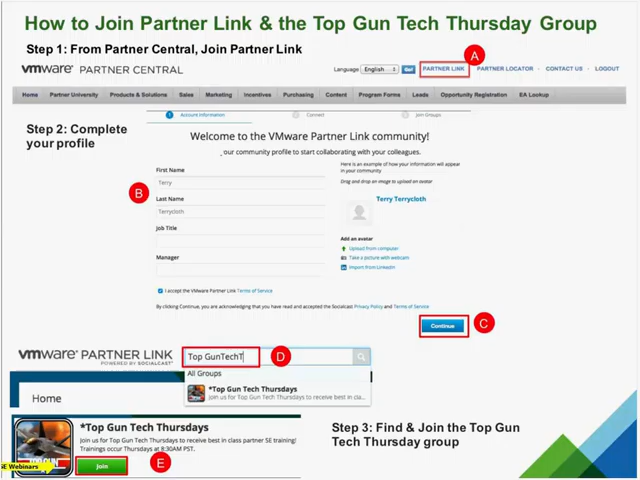 How to Join Partner Link & the Top Gun Tech Thursday Group
Step 1: From Partner Central, Join Partner Link
A
vmware PARTNER CENTRAL
Language English Go! PARTNER LINK PARTNER LOCATOR CONTACT US LOGOUT
Home Partner University Products & Solutions Sales Marketing Incentives Purchasing Content Program Forms Leads Opportunity Registration EA Lookup
1 Account Information 2 Connect 3 Join Groups
Step 2: Complete
your profile
Welcome to the VMware Partner Link community!
our community profile to start collaborating with your colleagues.
First Name
Terry
B
Last Name
Terrycloth
Job Title
Manager
Here is an example of how your information will appear
in your community
Drag and drop an image to upload an avatar
Terry Terrycloth
Add an avatar
Upload from computer
Take a picture with webcam
Import from LinkedIn
I accept the VMware Partner Link Terms of Service
By clicking Continue, you are acknowledging that you have read and accepted the Socialcast Privacy Policy and Terms of Service
Continue
C
vmware PARTNER LINK
POWERED BY SOCIALCAST
Top GunTechT
D
All Groups
*Top Gun Tech Thursdays
Join us for Top Gun Tech Thursdays to receive best in cla...
Home
*Top Gun Tech Thursdays
Join us for Top Gun Tech Thursdays to receive best in class partner SE training!
Trainings occur Thursdays at 8:30AM PST.
Join
E
SE Webinars
Step 3: Find & Join the Top Gun
Tech Thursday group